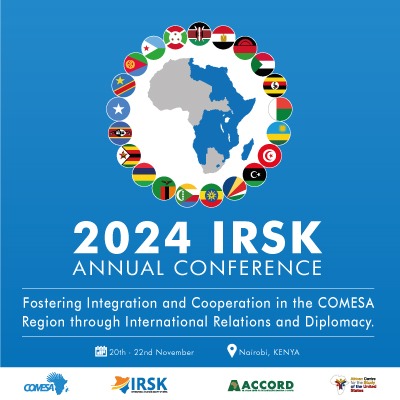 2024 IRSK
ANNUAL CONFERENCE
Fostering Integration and Cooperation in the COMESA
Region through International Relations and Diplomacy.
20th - 22nd November
Nairobi, KENYA
COMESA
IRSK
ACCORD
African Centre
for the Study
of the United
States